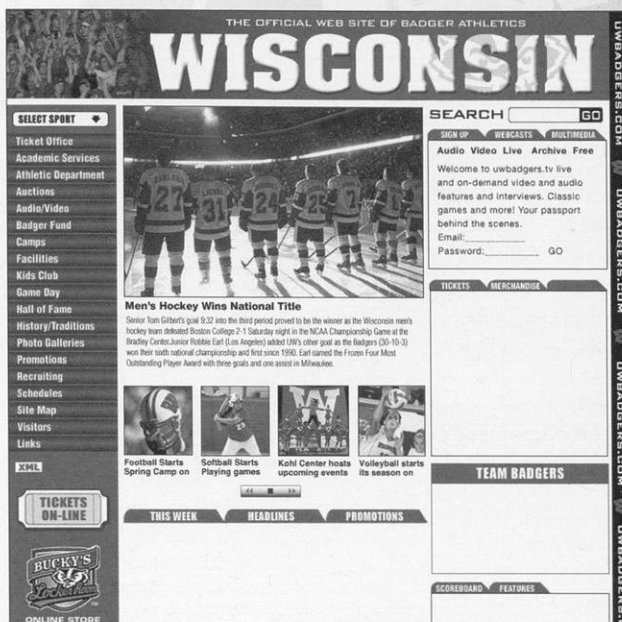 THE OFFICIAL WEB SITE OF BADGER ATHLETICS
WISCONSIN
SELECT SPORT
Ticket Office
Academic Services
Athletic Department
Auctions
Audio/Video
Badger Fund
Camps
Facilities
Kids Club
Game Day
Hall of Fame
History/Traditions
Photo Galleries
Promotions
Recruiting
Schedules
Site Map
Visitors
Links
XML
TICKETS
ON-LINE
BUCKY'S
Locker Room
ONLINE STORE
27
31
24
25
7
Men's Hockey Wins National Title
Senior Tom Gilbert's goal 9:32 into the third period proved to be the winner as the Wisconsin men's
hockey team defeated Boston College 2-1 Saturday night in the NCAA Championship Game at the
Bradley Center.Junior Robbie Earl (Los Angeles) added UW's other goal as the Badgers (30-10-3)
won their sixth national championship and first since 1990. Earl earned the Frozen Four Most
Outstanding Player Award with three goals and one assist in Milwaukee.
Football Starts
Spring Camp on
Softball Starts
Playing games
Kohl Center hosts
upcoming events
Volleyball starts
its season on
THIS WEEK HEADLINES PROMOTIONS
SEARCH GO
SIGN UP WEBCASTS MULTIMEDIA
Audio Video Live Archive Free
Welcome to uwbadgers.tv live
and on-demand video and audio
features and interviews. Classic
games and more! Your passport
behind the scenes.
Email:
Password: GO
TICKETS MERCHANDISE
TEAM BADGERS
SCOREBOARD FEATURES
UWBADGERS.COM
UWBADGERS.COM
UWBADGERS.COM